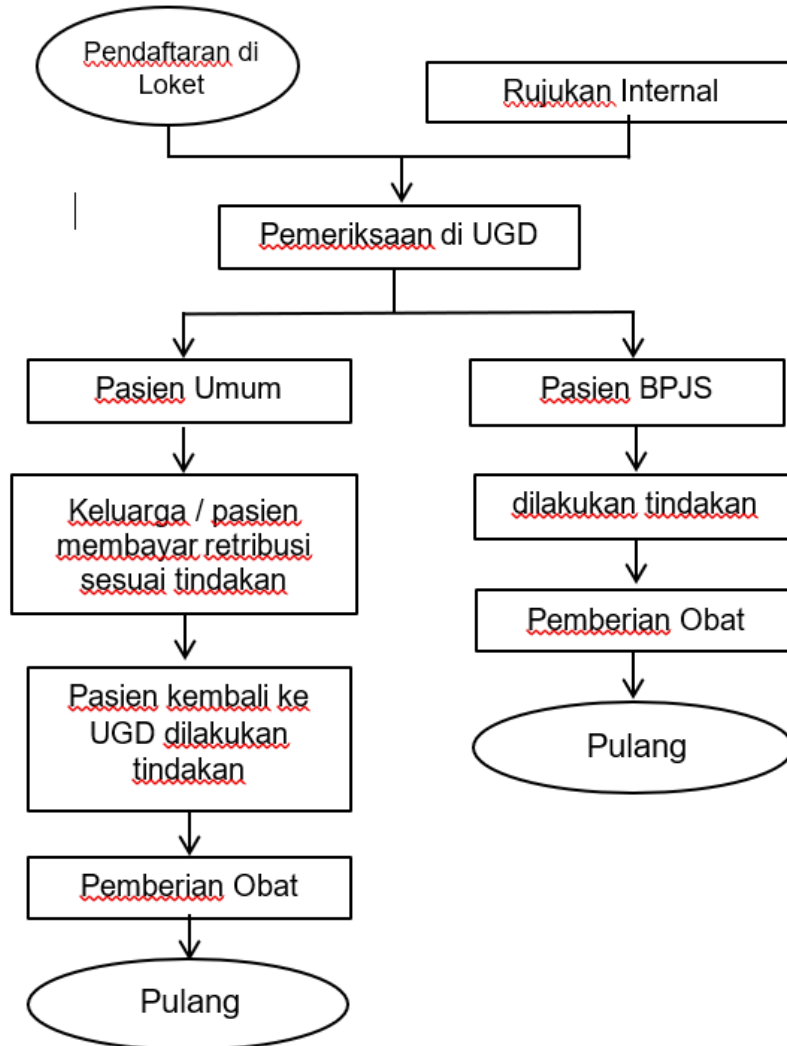 Pendaftaran di
Loket
Rujukan Internal
Pemeriksaan di UGD
Pasien Umum
Pasien BPJS
Keluarga / pasien
membayar retribusi
sesuai tindakan
dilakukan tindakan
Pemberian Obat
Pasien kembali ke
UGD dilakukan
tindakan
Pulang
Pemberian Obat
Pulang